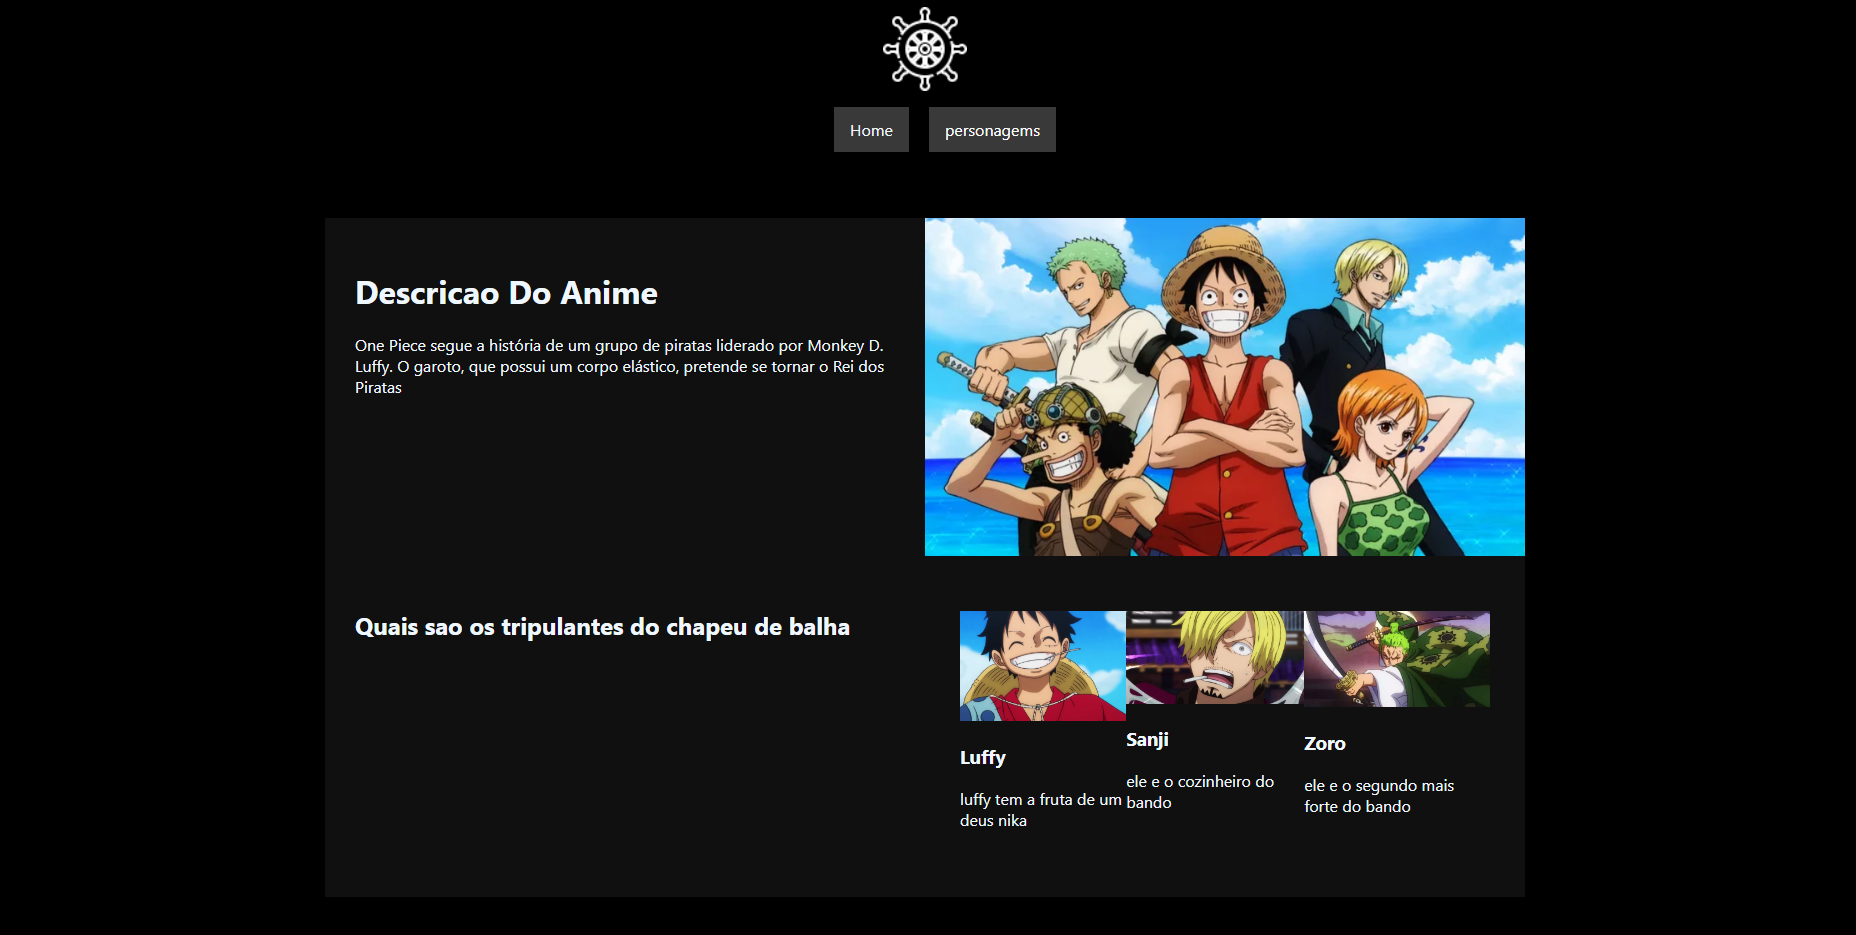 Home
personagems
Descricao Do Anime
One Piece segue a história de um grupo de piratas liderado por Monkey D.
Luffy. O garoto, que possui um corpo elástico, pretende se tornar o Rei dos
Piratas
Quais sao os tripulantes do chapeu de balha
Luffy
luffy tem a fruta de um
deus nika
Sanji
ele e o cozinheiro do
bando
Zoro
ele e o segundo mais
forte do bando